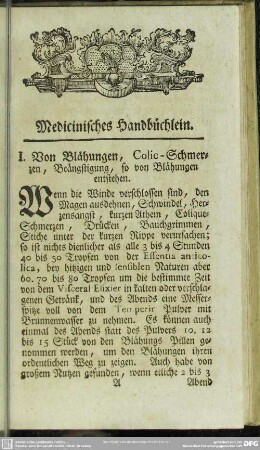 Medicinisches Handbüchlein.
I. Von Blähungen, Colic-Schmer-
zen, Beängstigung, so von Blähungen
entstehen.
Wenn die Winde verschlossen sind, den
Magen ausdehnen, Schwindel, Her-
zensangst, kurzen Athem, Colique-
Schmerzen, Drücken, Bauchgrimmen,
Stiche unter der kurzen Rippe verursachen;
so ist nichts dienlicher als alle 3 bis 4 Stunden
40 bis 50 Tropfen von der Essentia antico-
lica, bey hitzigen und sensiblen Naturen aber
60. 70 bis 80 Tropfen um die bestimmte Zeit
von dem Visceral Elixier in kalten oder verschla-
genen Getränk, und des Abends eine Messer-
spitz voll von dem Temperir Pulver mit
Brunnenwasser zu nehmen. Es können auch
einmal des Abends statt des Pulvers 10, 12
bis 15 Stück von den Blähungs Pillen ge-
nommen werden, um den Blähungen ihren
ordentlichen Weg zu zeigen. Auch habe von
großem Nutzen gefunden, wenn etliche 2 bis 3
A Abend